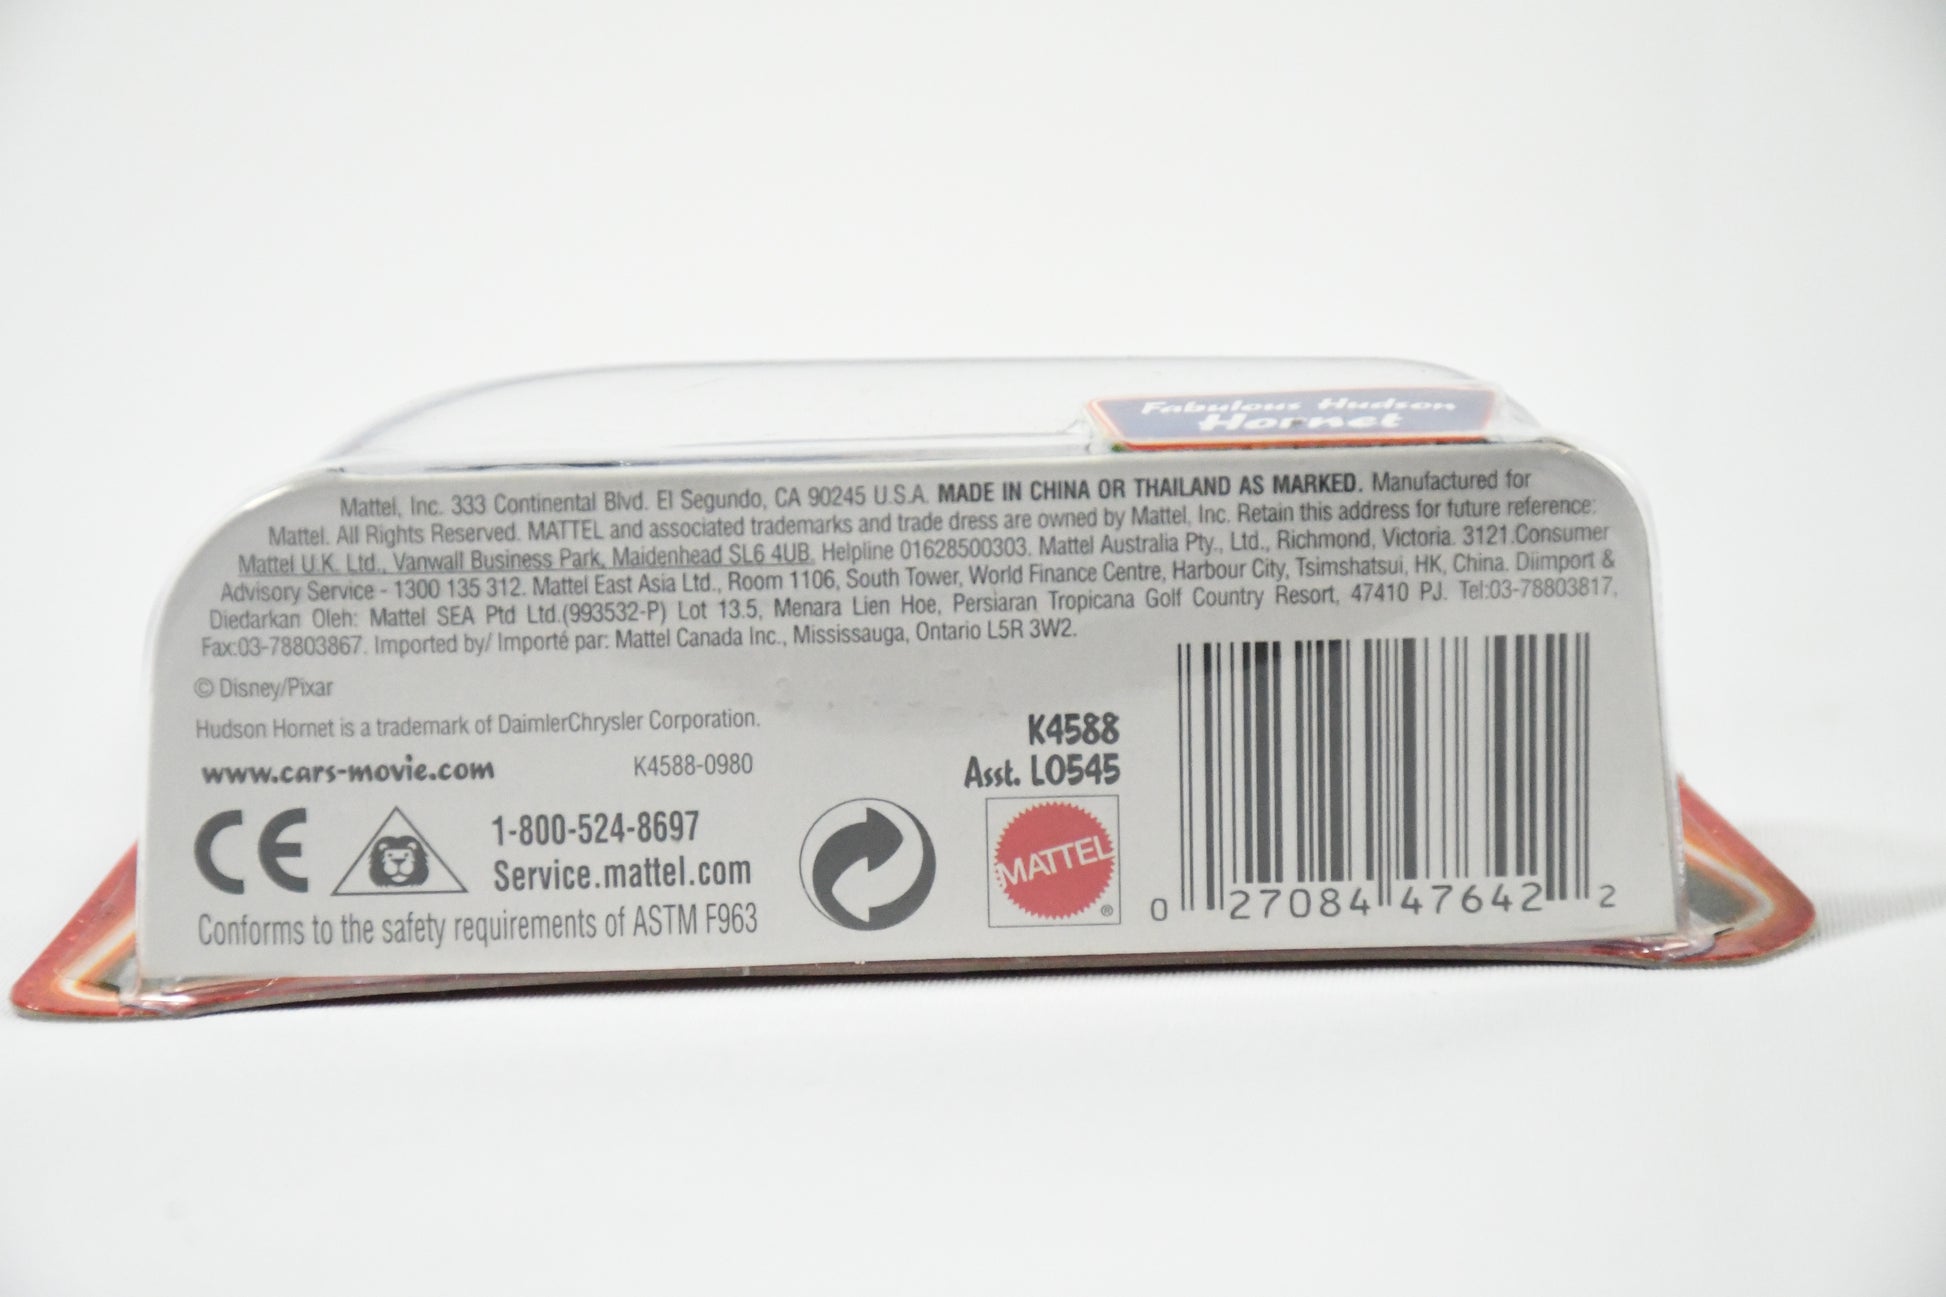 Fabulous Hudson
Hornet
Mattel, Inc. 333 Continental Blvd. El Segundo, CA 90245 U.S.A. MADE IN CHINA OR THAILAND AS MARKED. Manufactured for
Mattel. All Rights Reserved. MATTEL and associated trademarks and trade dress are owned by Mattel, Inc. Retain this address for future reference:
Mattel U.K. Ltd., Vanwall Business Park, Maidenhead SL6 4UB. Helpline 01628500303. Mattel Australia Pty., Ltd., Richmond, Victoria. 3121.Consumer
Advisory Service - 1300 135 312. Mattel East Asia Ltd., Room 1106, South Tower, World Finance Centre, Harbour City, Tsimshatsui, HK, China. Diimport &
Diedarkan Oleh: Mattel SEA Ptd Ltd.(993532-P) Lot 13.5, Menara Lien Hoe, Persiaran Tropicana Golf Country Resort, 47410 PJ. Tel:03-78803817,
Fax:03-78803867. Imported by/ Importé par: Mattel Canada Inc., Mississauga, Ontario L5R 3W2.
© Disney/Pixar
Hudson Hornet is a trademark of DaimlerChrysler Corporation.
www.cars-movie.com
K4588-0980
K4588
Asst. L0545
CE
1-800-524-8697
Service.mattel.com
Conforms to the safety requirements of ASTM F963
MATTEL
®
0 27084 47642 2